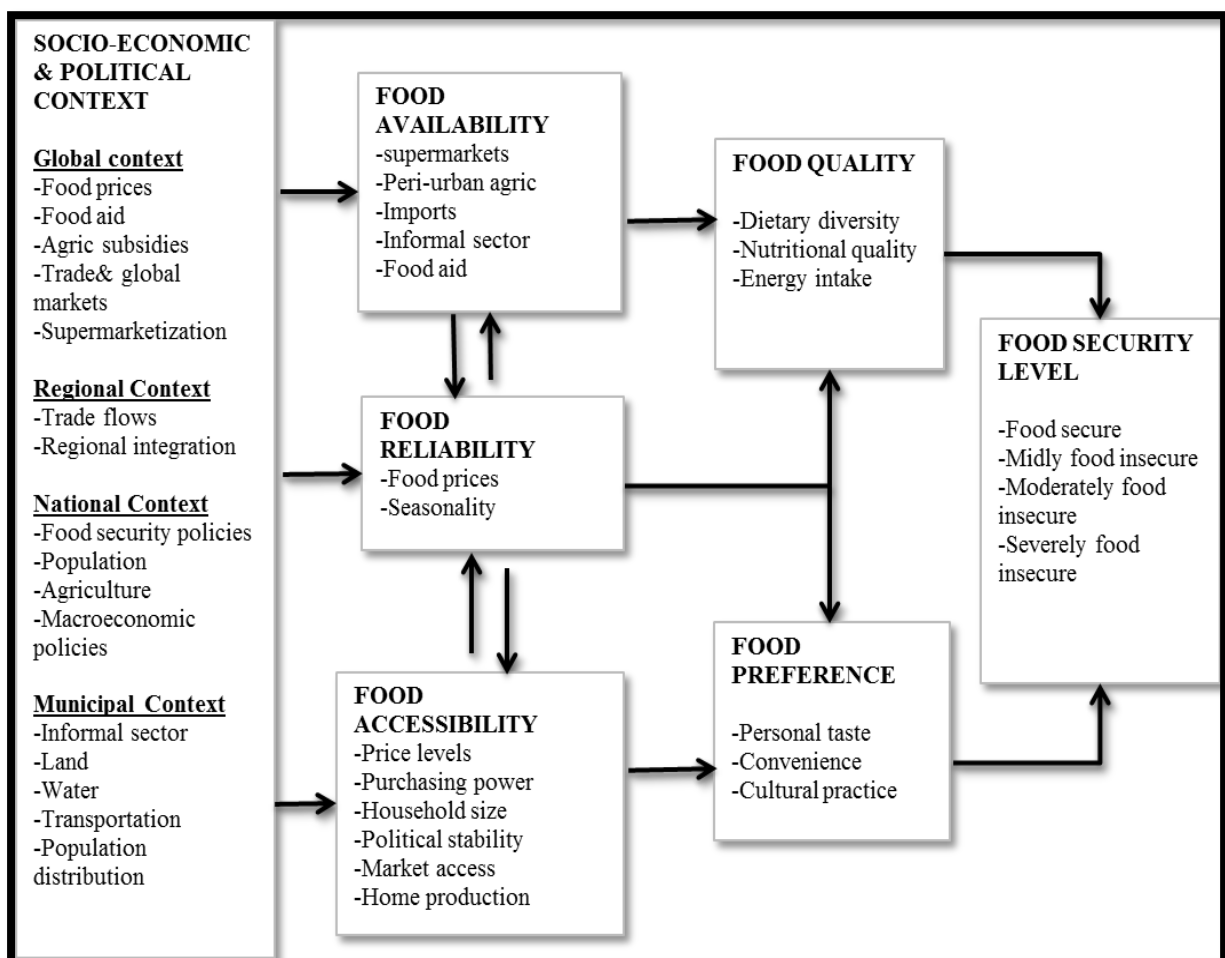 SOCIO-ECONOMIC
& POLITICAL
CONTEXT
Global context
-Food prices
-Food aid
-Agric subsidies
-Trade& global
markets
-Supermarketization
Regional Context
-Trade flows
-Regional integration
National Context
-Food security policies
-Population
-Agriculture
-Macroeconomic
policies
Municipal Context
-Informal sector
-Land
-Water
-Transportation
-Population
distribution
FOOD
AVAILABILITY
-supermarkets
-Peri-urban agric
-Imports
-Informal sector
-Food aid
FOOD
RELIABILITY
-Food prices
-Seasonality
FOOD
ACCESSIBILITY
-Price levels
-Purchasing power
-Household size
-Political stability
-Market access
-Home production
FOOD QUALITY
-Dietary diversity
-Nutritional quality
-Energy intake
FOOD
PREFERENCE
-Personal taste
-Convenience
-Cultural practice
FOOD SECURITY
LEVEL
-Food secure
-Midly food insecure
-Moderately food
insecure
-Severely food
insecure